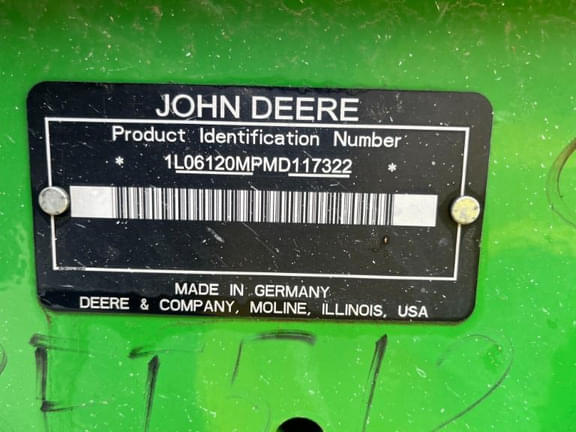 JOHN DEERE
Product Identification Number
* 1L06120MPMD117322 *
MADE IN GERMANY
DEERE & COMPANY, MOLINE, ILLINOIS, USA